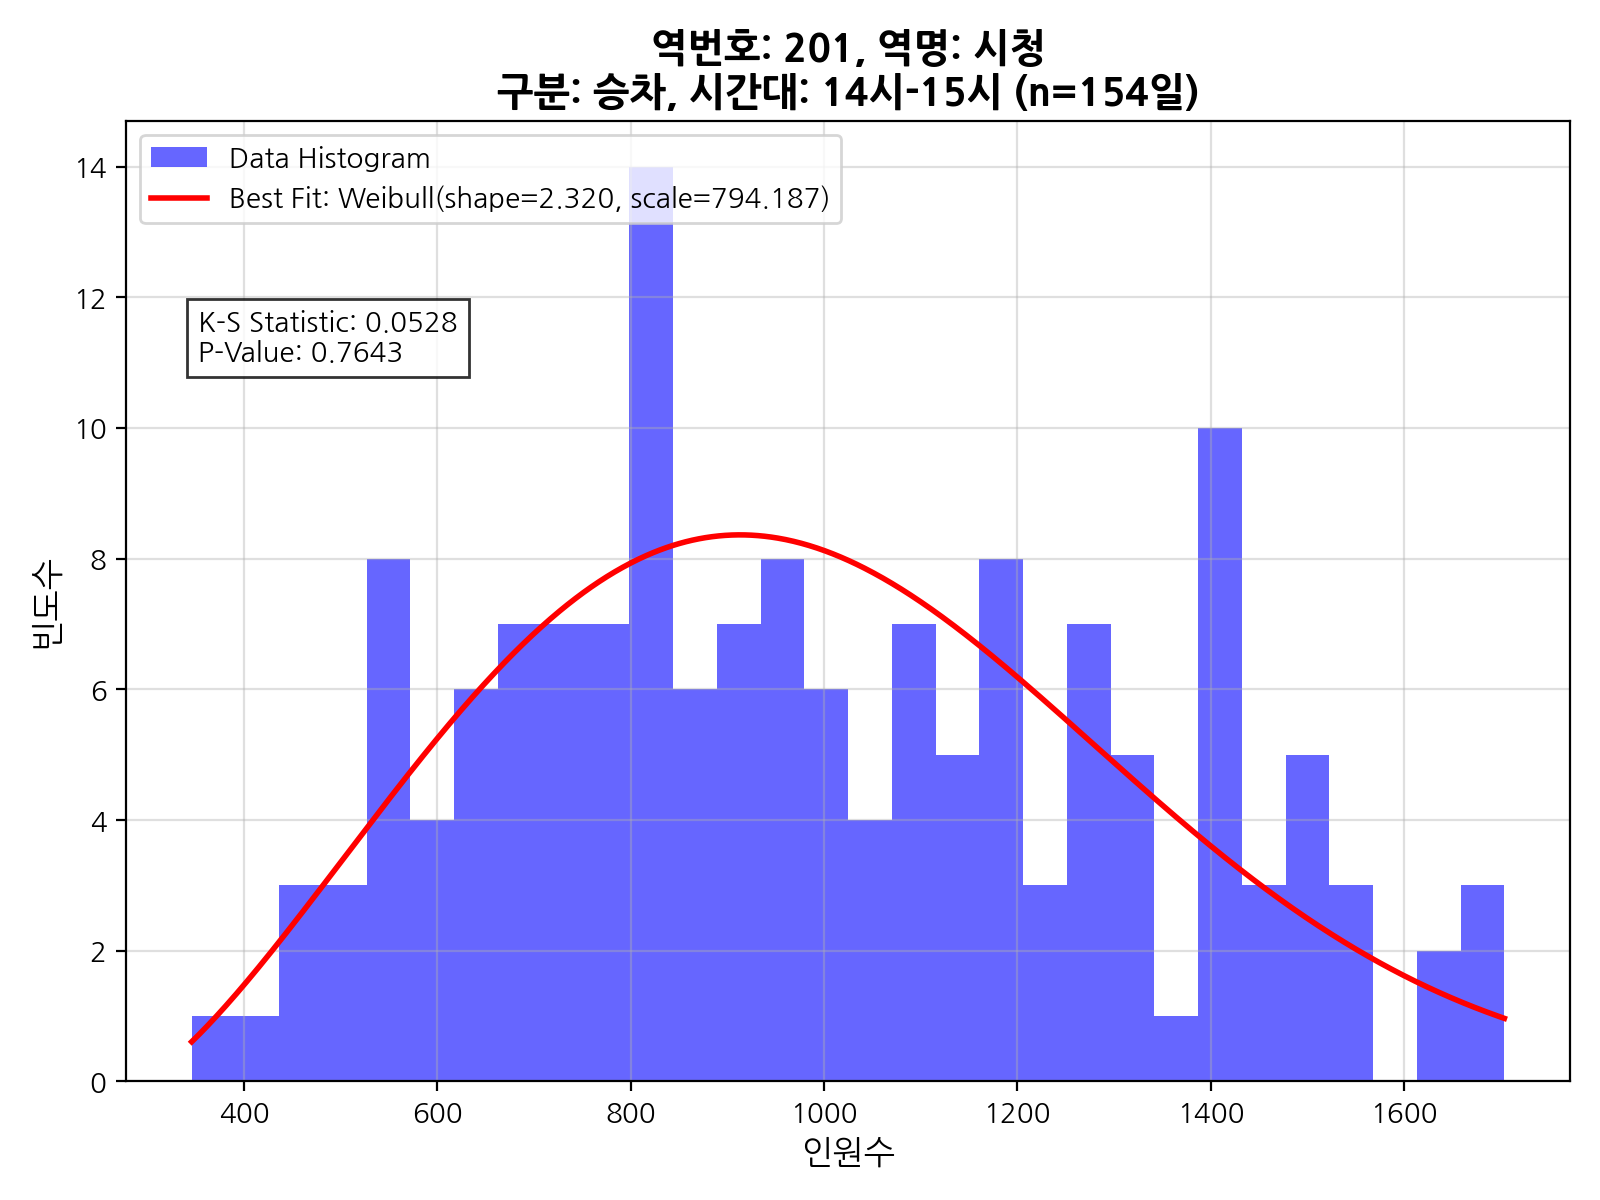 역번호: 201, 역명: 시청
구분: 승차, 시간대: 14시-15시 (n=154일)
Data Histogram
Best Fit: Weibull(shape=2.320, scale=794.187)
K-S Statistic: 0.0528
P-Value: 0.7643
빈도수
14
12
10
8
6
4
2
0
400 600 800 1000 1200 1400 1600
인원수